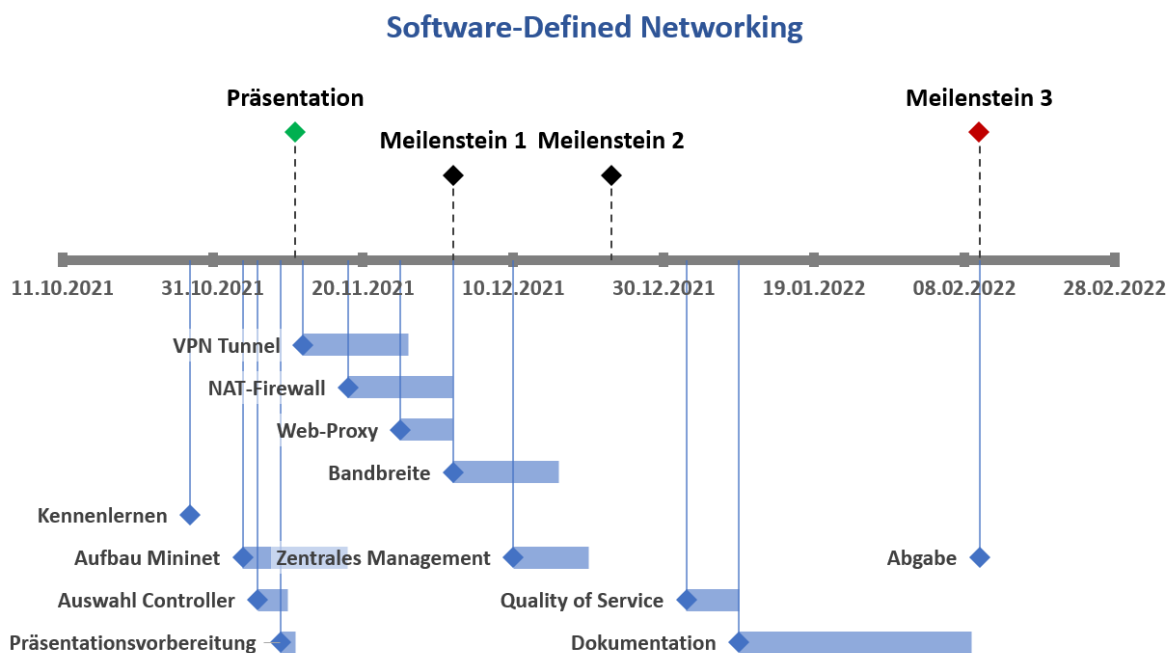 Software-Defined Networking
Präsentation
Meilenstein 3
Meilenstein 1
Meilenstein 2
11.10.2021
31.10.2021
20.11.2021
10.12.2021
30.12.2021
19.01.2022
08.02.2022
28.02.2022
VPN Tunnel
NAT-Firewall
Web-Proxy
Bandbreite
Kennenlernen
Aufbau Mininet
Zentrales Management
Abgabe
Auswahl Controller
Quality of Service
Präsentationsvorbereitung
Dokumentation